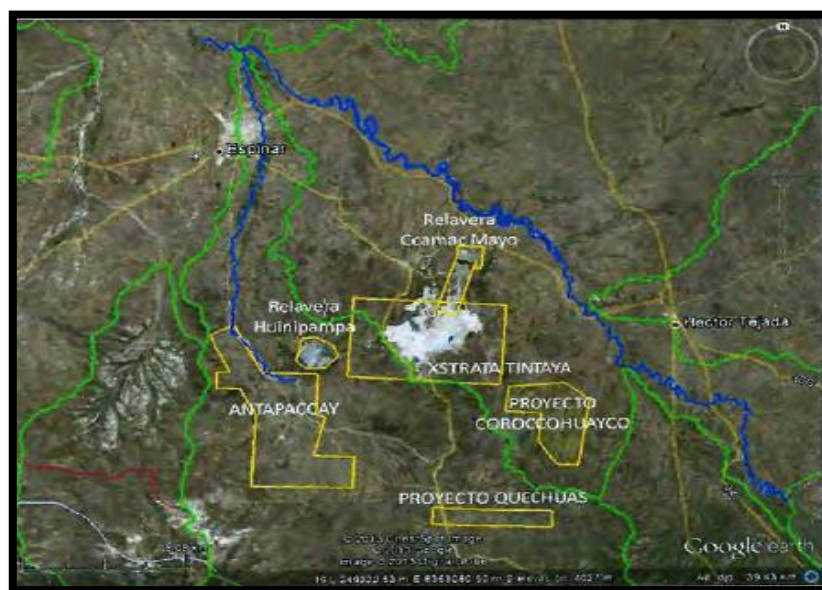 Espinar
Relavera
Ccamac Mayo
Relavera
Huinipampa
Hector Tejada
XSTRATA TINTAYA
ANTAPACCAY
PROYECTO
COROCCOHUAYCO
PROYECTO QUECHUAS
Google earth